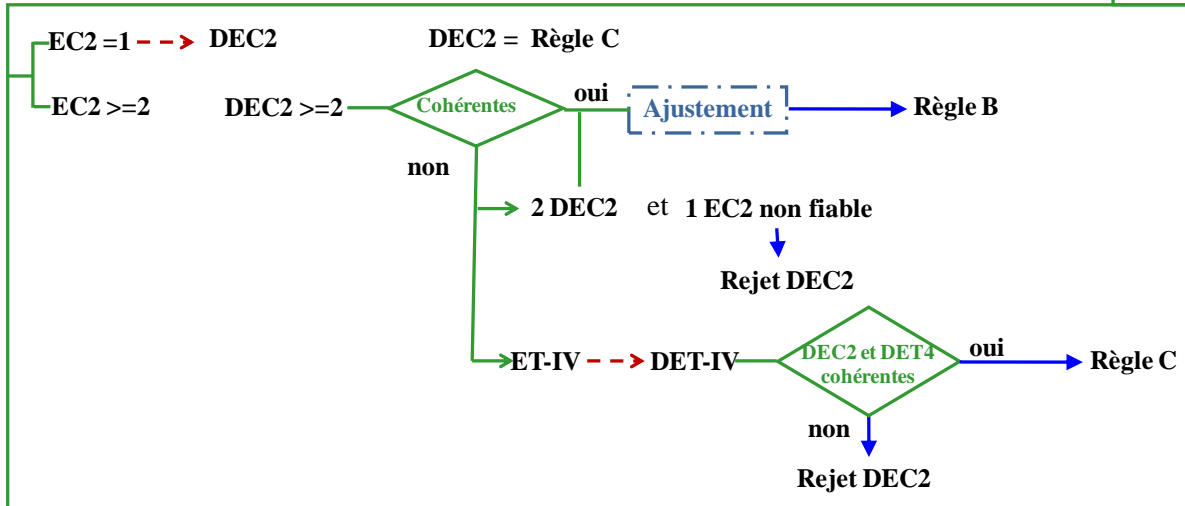 EC2 =1 DEC2 DEC2 = Règle C
EC2 >=2 DEC2 >=2 Cohérentes oui Ajustement Règle B
non
2 DEC2 et 1 EC2 non fiable
Rejet DEC2
ET-IV DET-IV DEC2 et DET4 cohérentes oui Règle C
non
Rejet DEC2